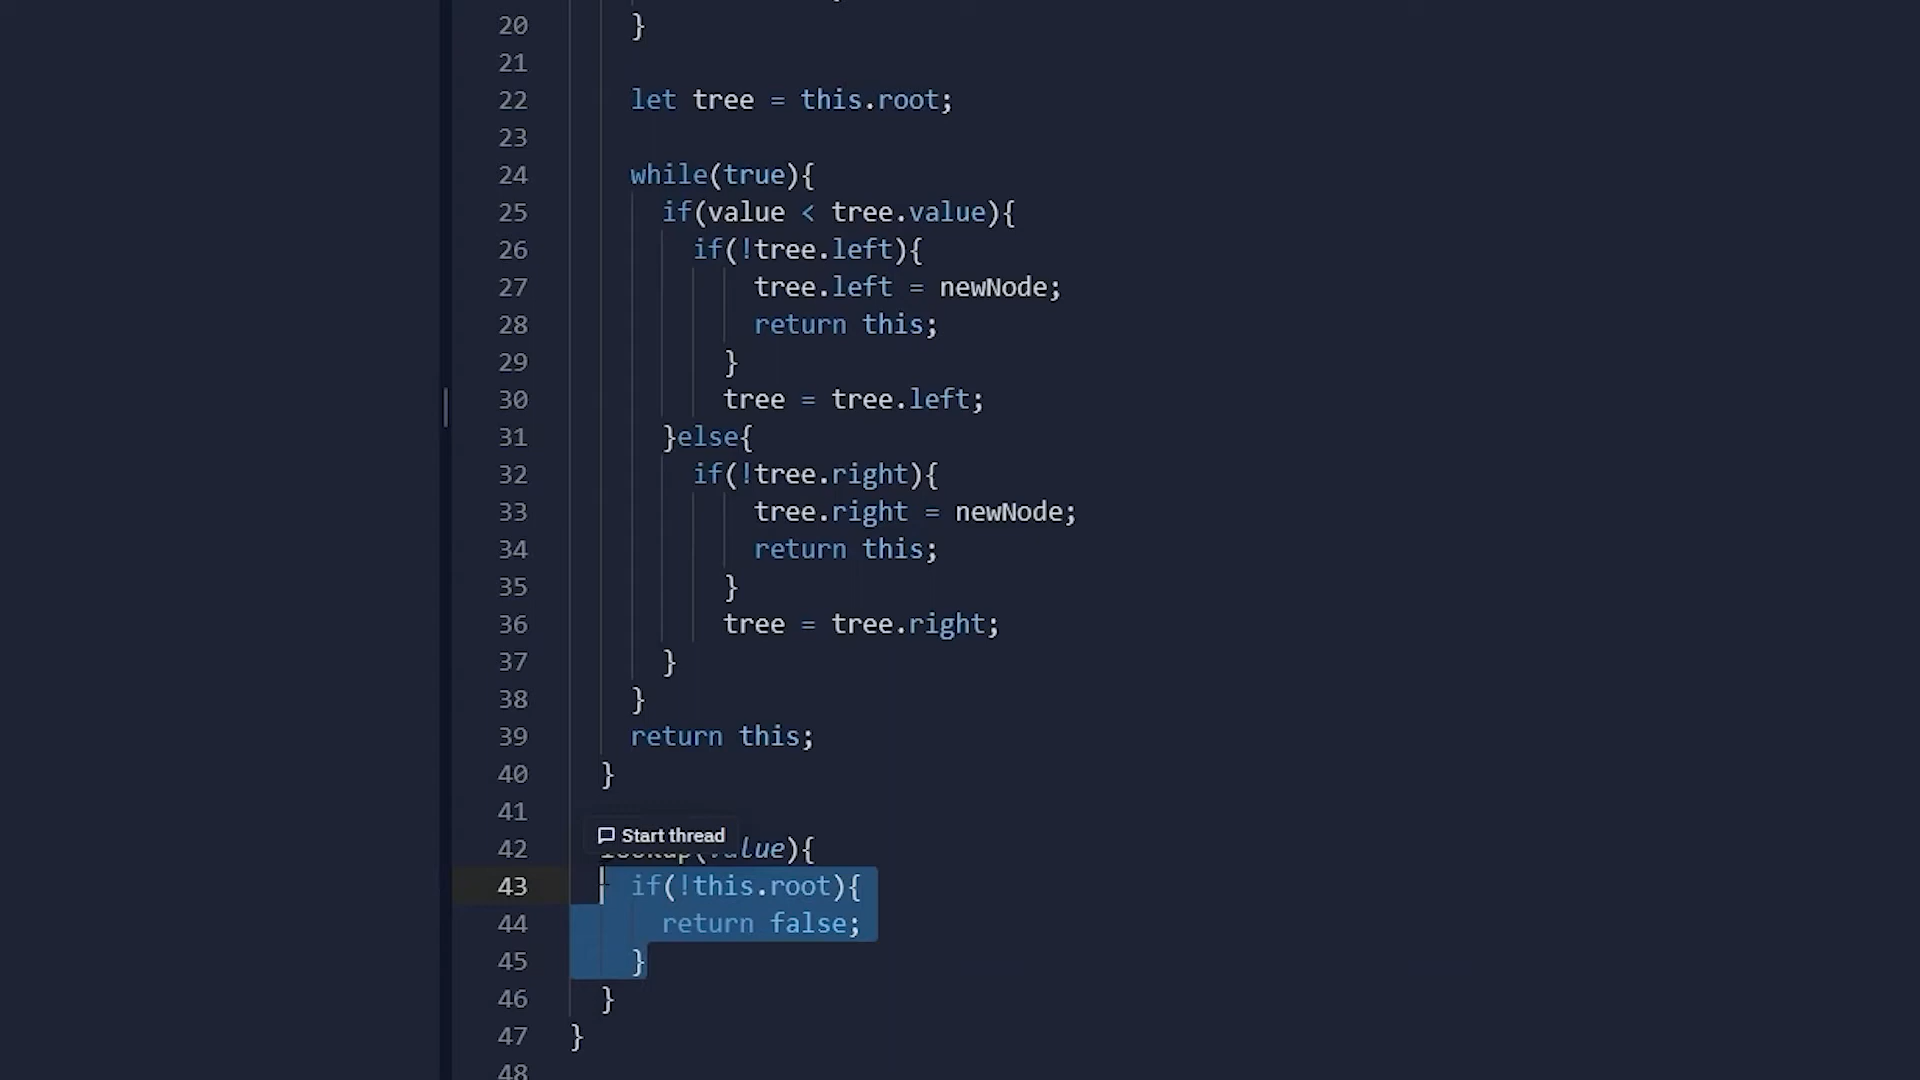 20 }
21
22 let tree = this.root;
23
24 while(true){
25 if(value < tree.value){
26 if(!tree.left){
27 tree.left = newNode;
28 return this;
29 }
30 tree = tree.left;
31 }else{
32 if(!tree.right){
33 tree.right = newNode;
34 return this;
35 }
36 tree = tree.right;
37 }
38 }
39 return this;
40 }
41
Start thread
42 lookup(value){
43 if(!this.root){
44 return false;
45 }
46 }
47 }
48